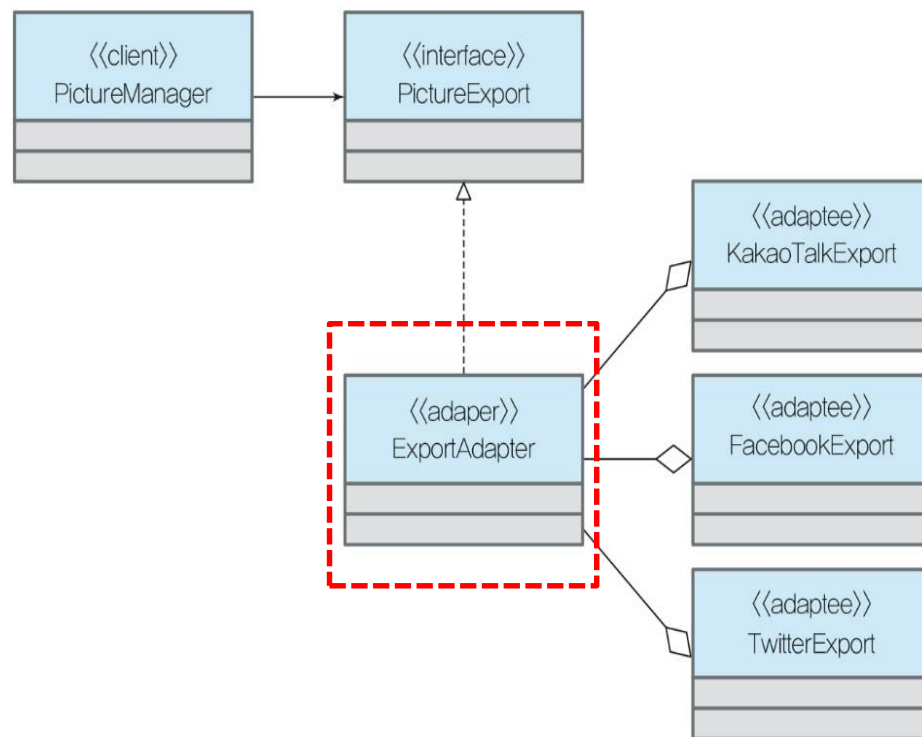 《client》
PictureManager
《interface》
PictureExport
《adaptee》
KakaoTalkExport
《adaper》
ExportAdapter
《adaptee》
FacebookExport
《adaptee》
TwitterExport